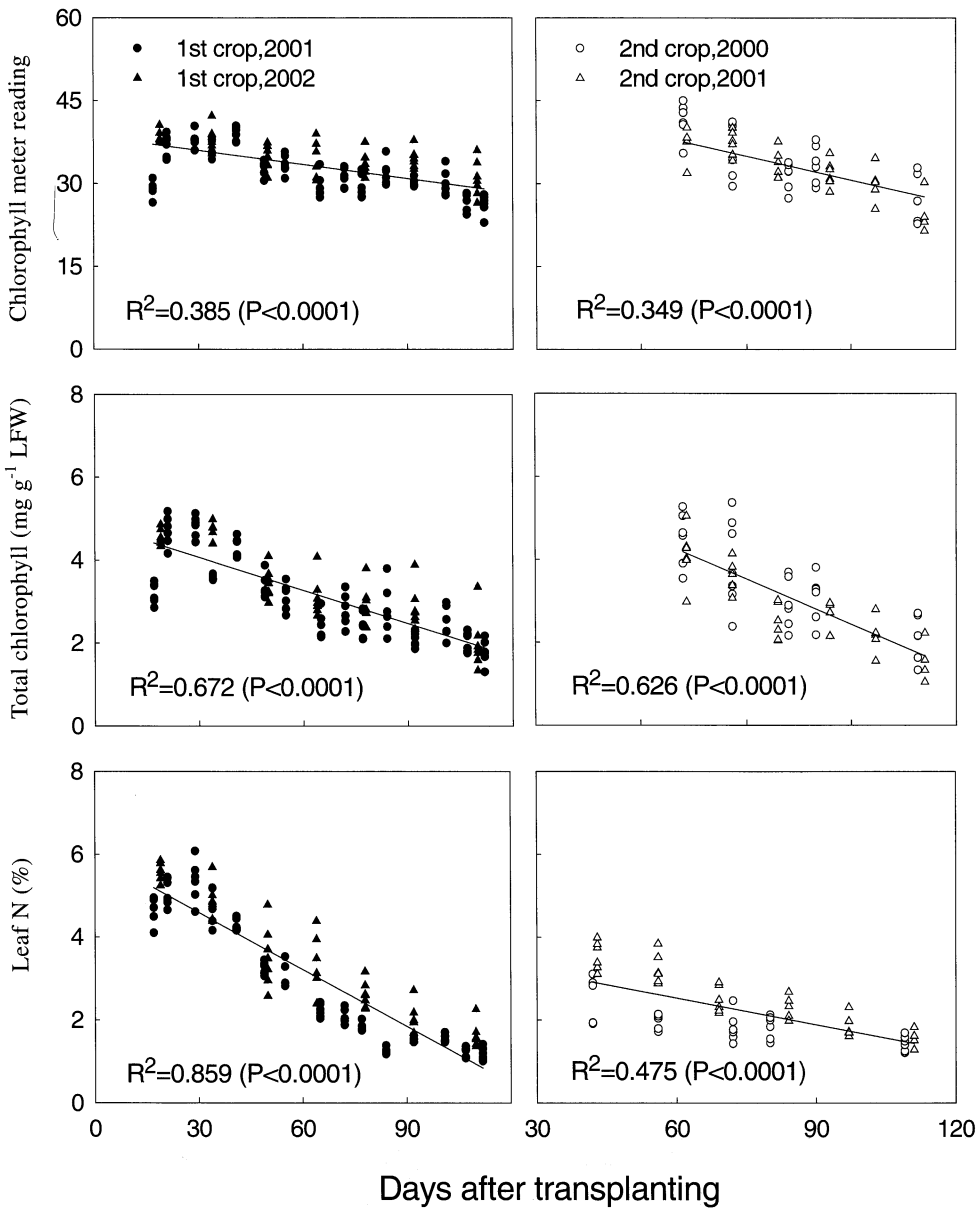 60
45
30
15
0
Chlorophyll meter reading
1st crop,2001
1st crop,2002
R²=0.385 (P<0.0001)
2nd crop,2000
2nd crop,2001
R²=0.349 (P<0.0001)
8
6
4
2
0
Total chlorophyll (mg g⁻¹ LFW)
R²=0.672 (P<0.0001)
R²=0.626 (P<0.0001)
8
6
4
2
0
Leaf N (%)
R²=0.859 (P<0.0001)
R²=0.475 (P<0.0001)
0 30 60 90 30 60 90 120
Days after transplanting